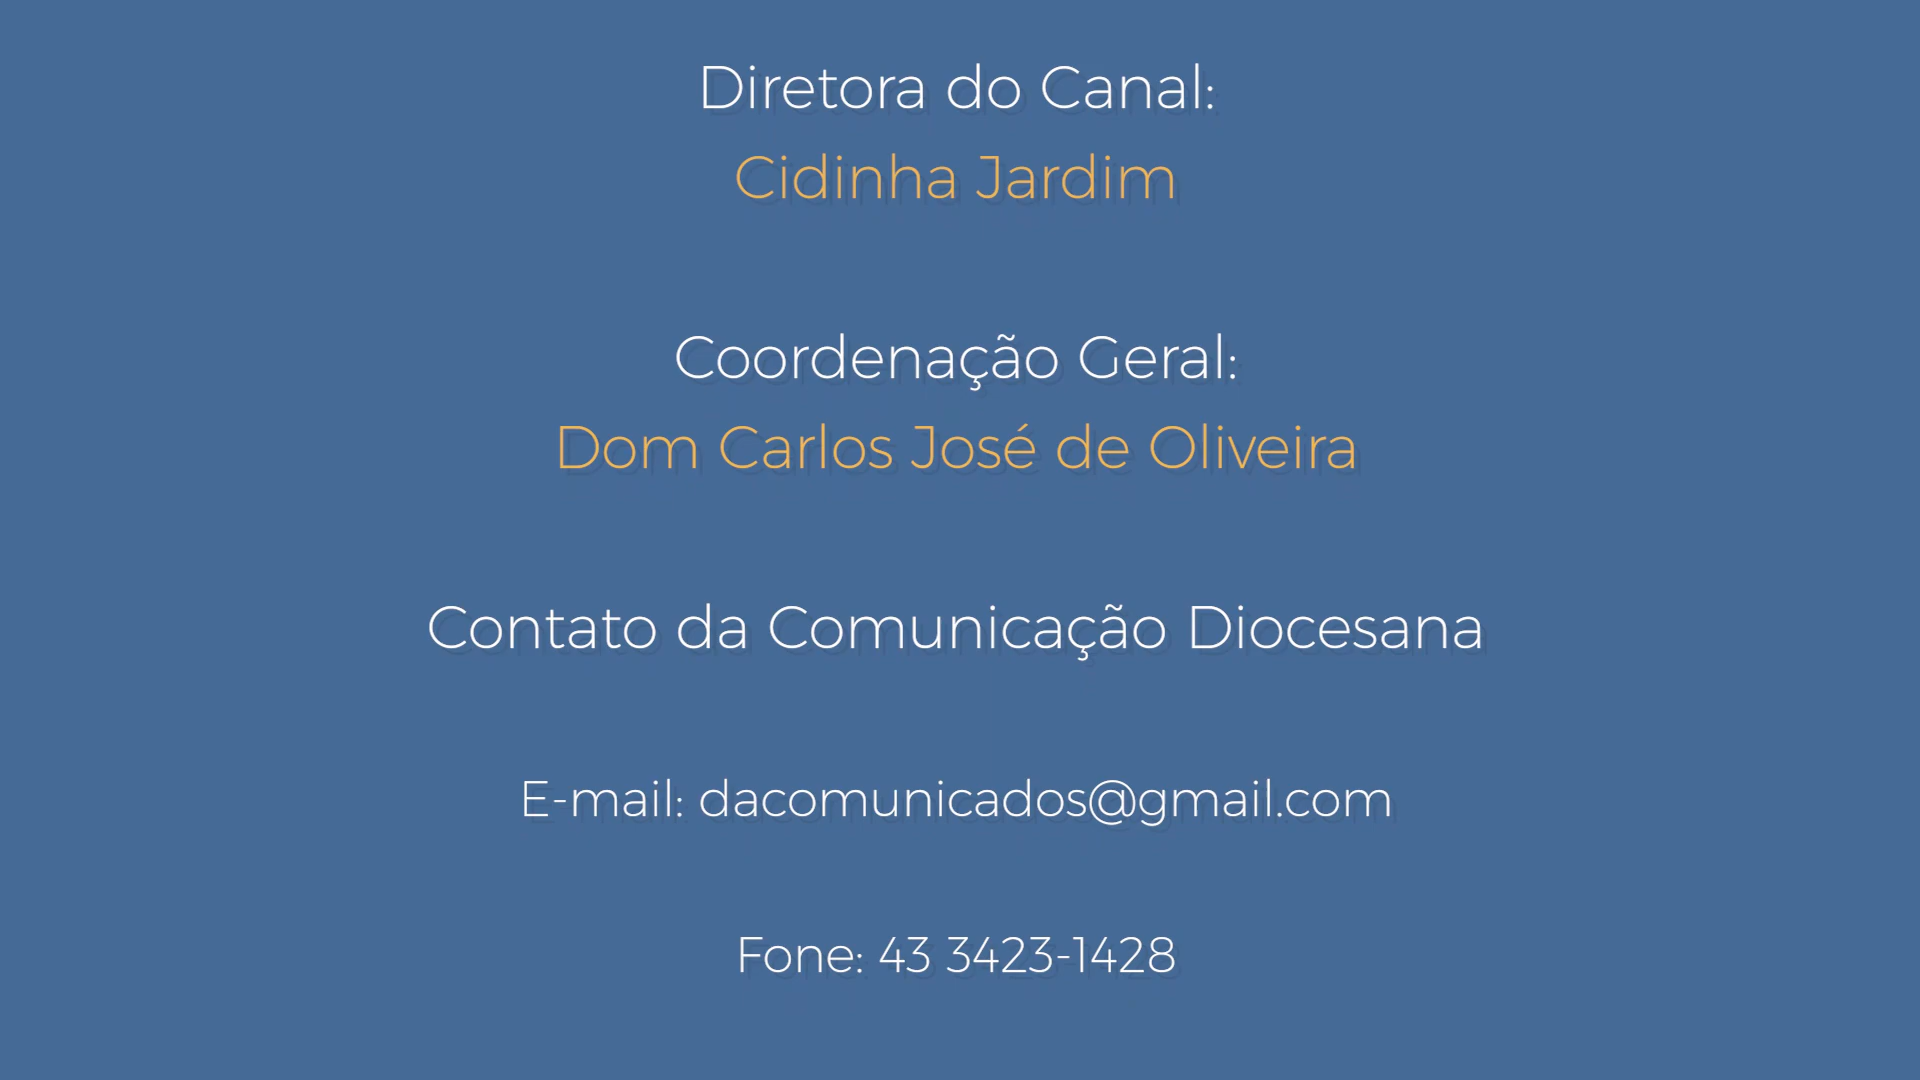 Diretora do Canal:
Cidinha Jardim
Coordenação Geral:
Dom Carlos José de Oliveira
Contato da Comunicação Diocesana
E-mail: dacomunicados@gmail.com
Fone: 43 3423-1428